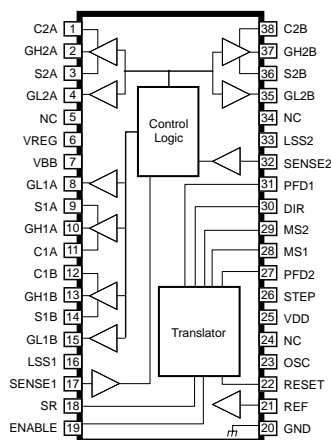 C2A 1 38 C2B
GH2A 2 37 GH2B
S2A 3 36 S2B
GL2A 4 35 GL2B
NC 5 34 NC
VREG 6 33 LSS2
VBB 7 32 SENSE2
GL1A 8 31 PFD1
S1A 9 30 DIR
GH1A 10 29 MS2
C1A 11 28 MS1
C1B 12 27 PFD2
GH1B 13 26 STEP
S1B 14 25 VDD
GL1B 15 24 NC
LSS1 16 23 OSC
SENSE1 17 22 RESET
SR 18 21 REF
ENABLE 19 20 GND
Control
Logic
Translator